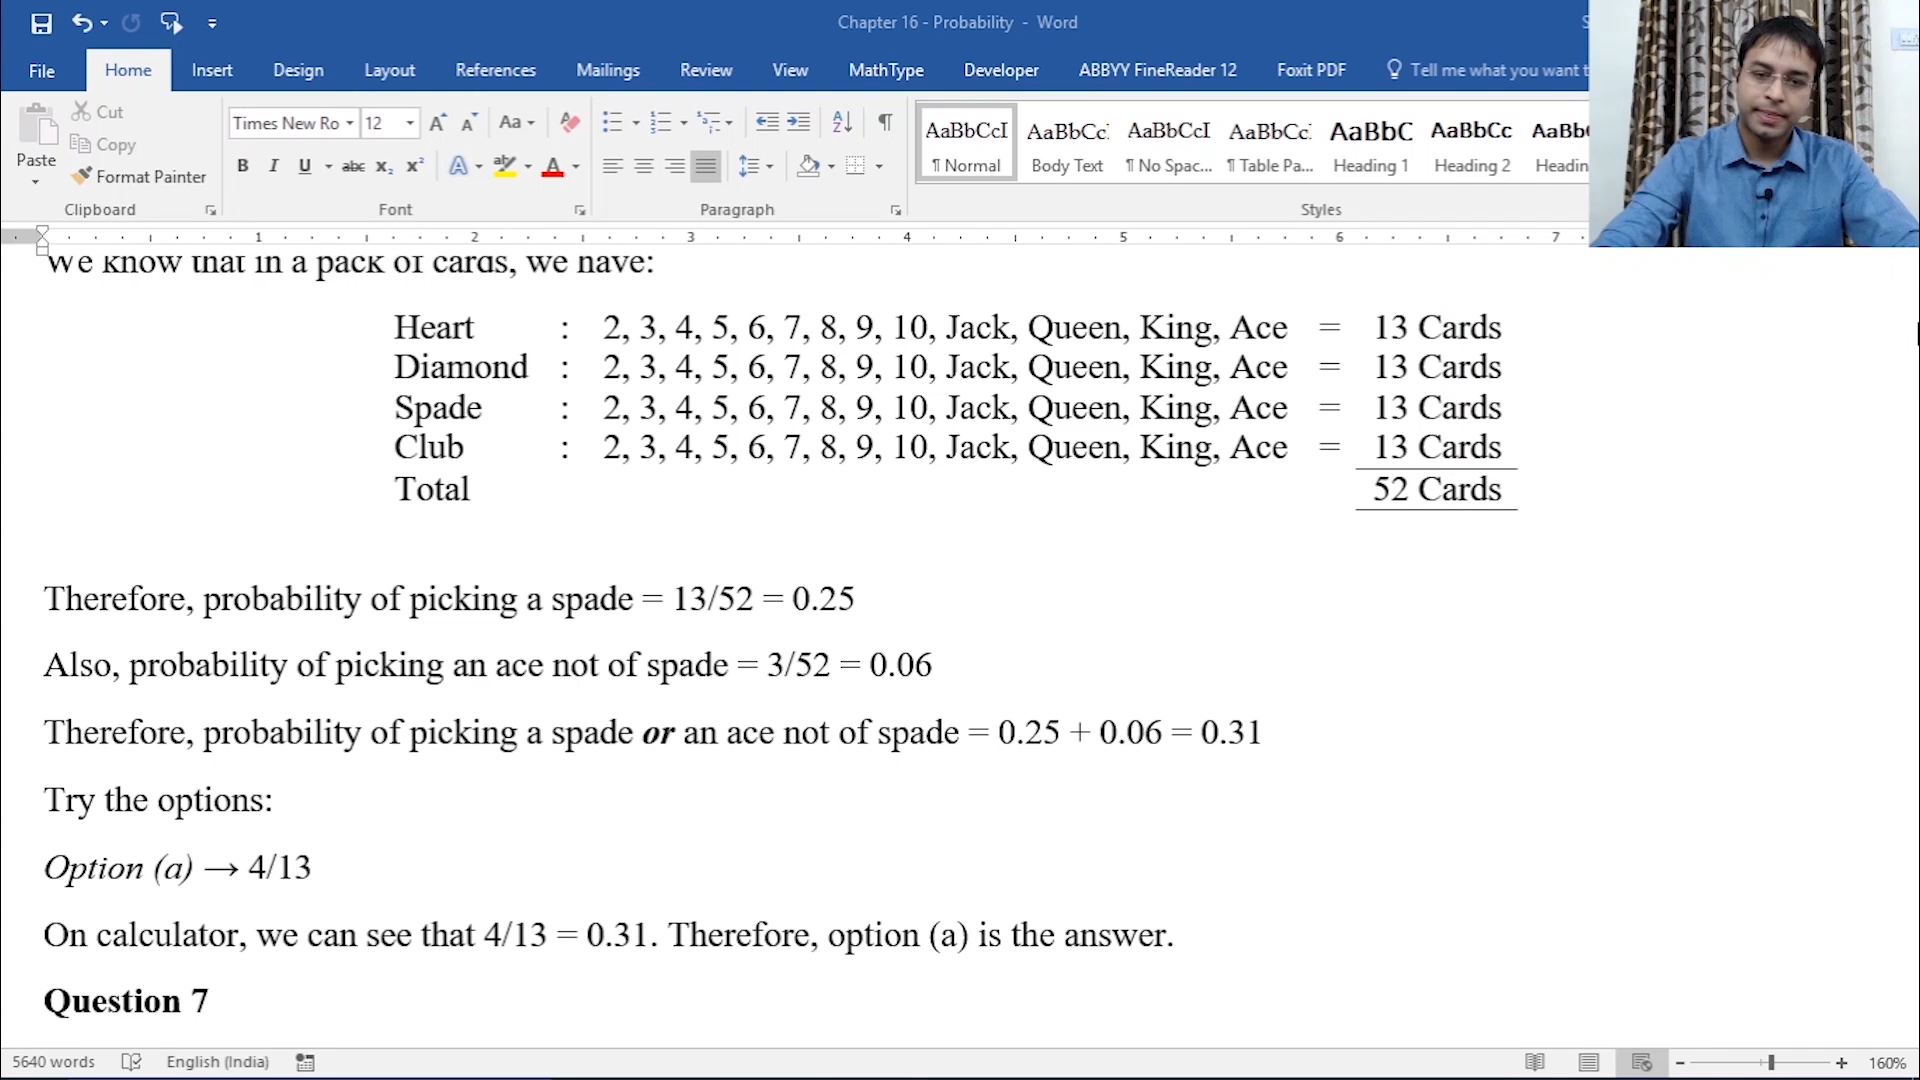 Chapter 16 - Probability - Word
File Home Insert Design Layout References Mailings Review View MathType Developer ABBYY FineReader 12 Foxit PDF Tell me what you want t
Paste
Cut
Copy
Format Painter
Clipboard
Times New Ro 12
Font
Paragraph
AaBbCcI AaBbCc AaBbCcI AaBbCc AaBbC AaBbCc AaBb
¶ Normal Body Text ¶ No Spac... ¶ Table Pa... Heading 1 Heading 2 Headin
Styles
1 2 3 4 5 6 7
We know that in a pack of cards, we have:
Heart : 2, 3, 4, 5, 6, 7, 8, 9, 10, Jack, Queen, King, Ace = 13 Cards
Diamond : 2, 3, 4, 5, 6, 7, 8, 9, 10, Jack, Queen, King, Ace = 13 Cards
Spade : 2, 3, 4, 5, 6, 7, 8, 9, 10, Jack, Queen, King, Ace = 13 Cards
Club : 2, 3, 4, 5, 6, 7, 8, 9, 10, Jack, Queen, King, Ace = 13 Cards
Total 52 Cards
Therefore, probability of picking a spade = 13/52 = 0.25
Also, probability of picking an ace not of spade = 3/52 = 0.06
Therefore, probability of picking a spade or an ace not of spade = 0.25 + 0.06 = 0.31
Try the options:
Option (a) → 4/13
On calculator, we can see that 4/13 = 0.31. Therefore, option (a) is the answer.
Question 7
5640 words English (India) 160%